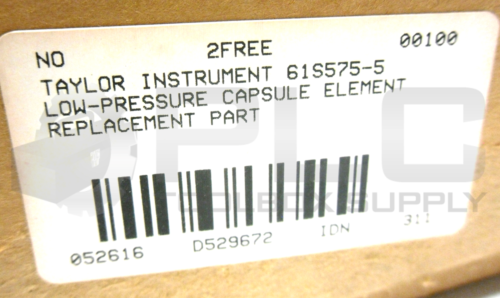 NO 2FREE 00100
TAYLOR INSTRUMENT 61S575-5
LOW-PRESSURE CAPSULE ELEMENT
REPLACEMENT PART
PLC
TOOLBOX SUPPLY
052616 D529672 IDN 311